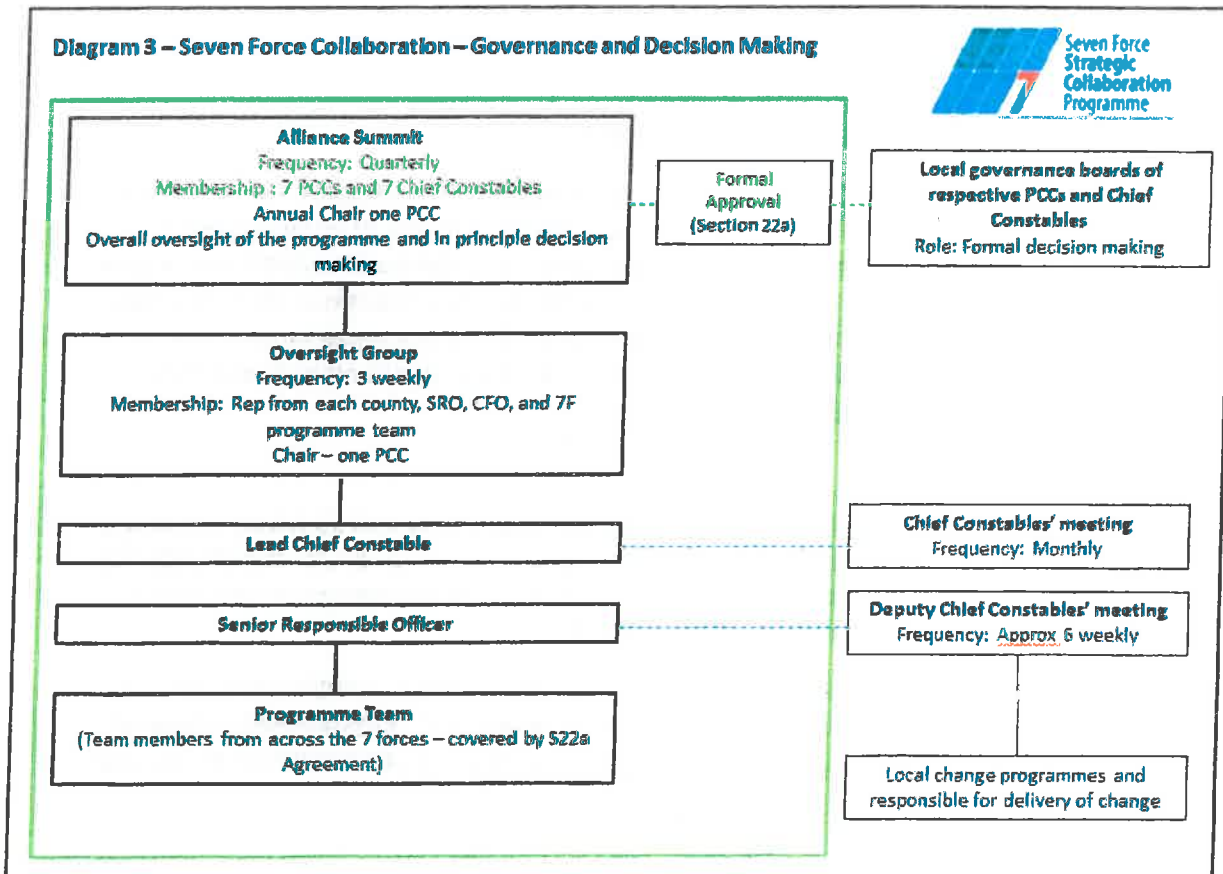 Diagram 3 – Seven Force Collaboration – Governance and Decision Making
Seven Force
Strategic
Collaboration
Programme
7
Alliance Summit
Frequency: Quarterly
Membership : 7 PCCs and 7 Chief Constables
Annual Chair one PCC
Overall oversight of the programme and in principle decision
making
Formal
Approval
(Section 22a)
Local governance boards of
respective PCCs and Chief
Constables
Role: Formal decision making
Oversight Group
Frequency: 3 weekly
Membership: Rep from each county, SRO, CFO, and 7F
programme team
Chair – one PCC
Lead Chief Constable
Chief Constables' meeting
Frequency: Monthly
Senior Responsible Officer
Deputy Chief Constables' meeting
Frequency: Approx 6 weekly
Programme Team
(Team members from across the 7 forces – covered by S22a
Agreement)
Local change programmes and
responsible for delivery of change